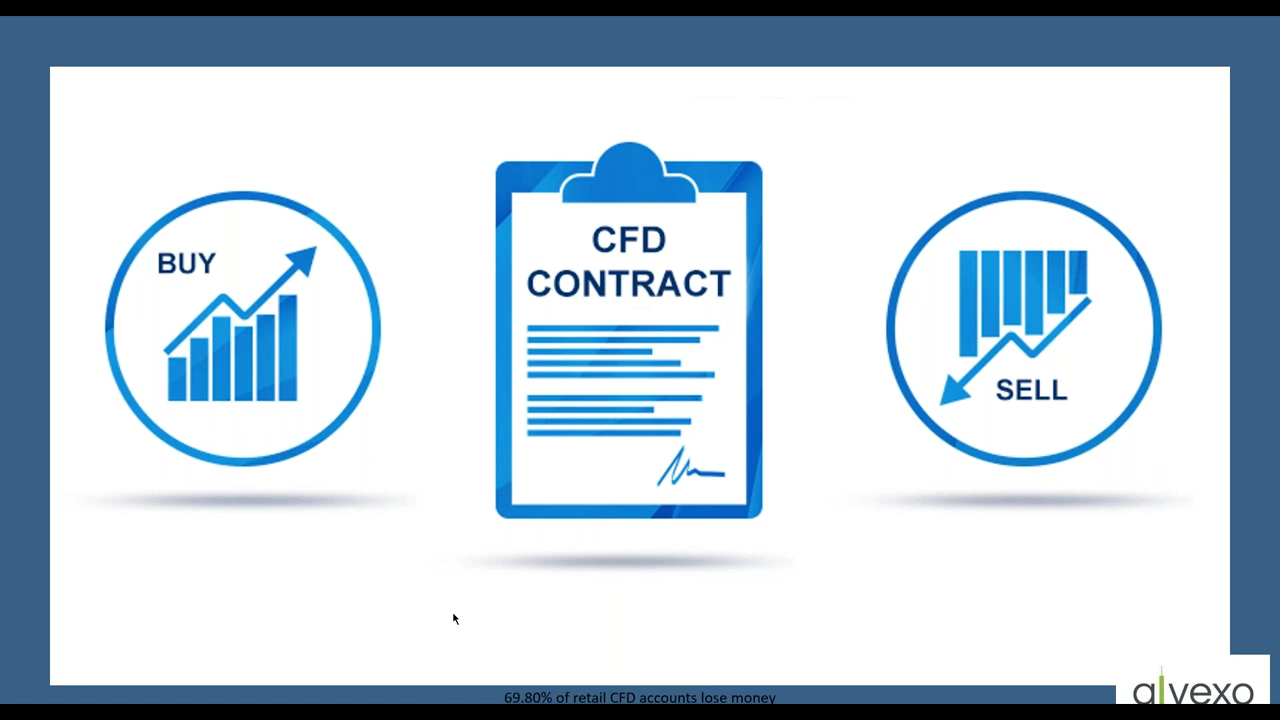 BUY
CFD
CONTRACT
SELL
69.80% of retail CFD accounts lose money
alvexo